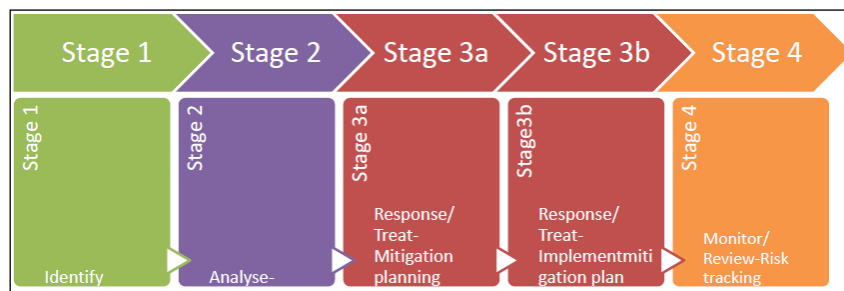 Stage 1
Stage 2
Stage 3a
Stage 3b
Stage 4
Stage 1
Identify
Stage 2
Analyse-
Stage 3a
Response/
Treat-
Mitigation
planning
Stage3b
Response/
Treat-
Implementmiti
gation plan
Stage 4
Monitor/
Review-Risk
tracking